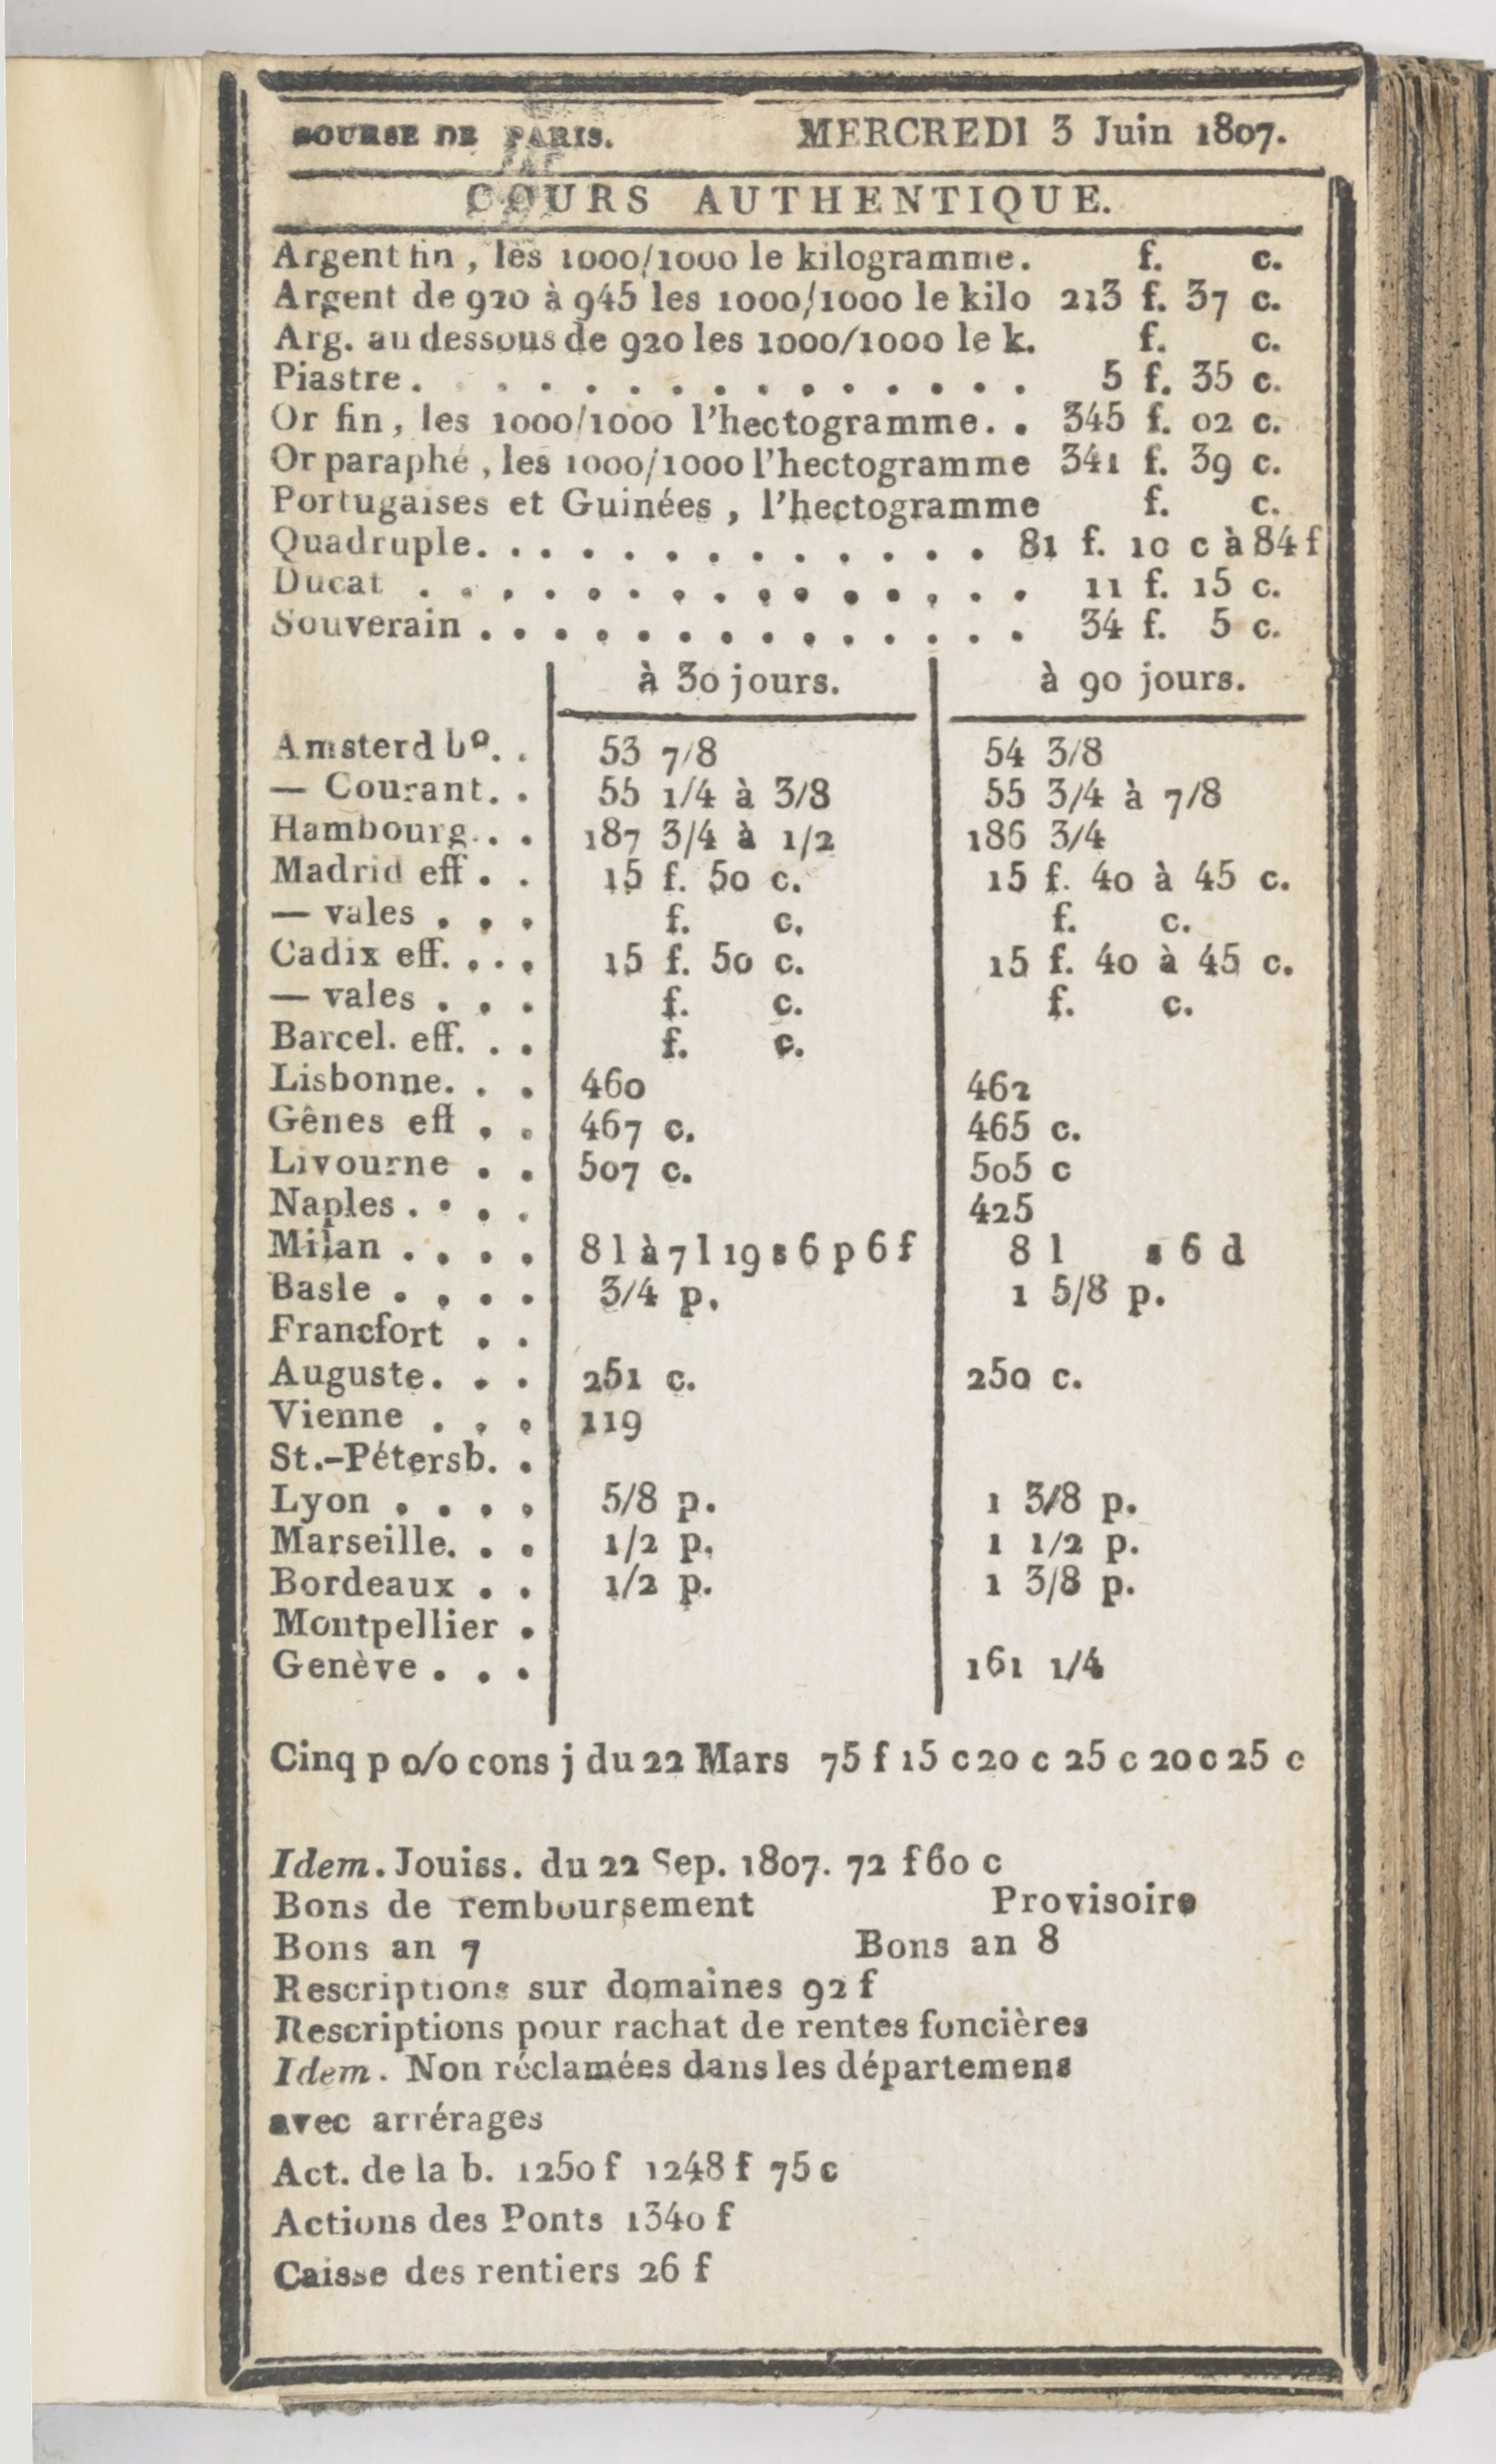 BOURSE DE PARIS. MERCREDI 3 Juin 1807.
COURS AUTHENTIQUE.
Argent fin, les 1000/1000 le kilogramme. f. c.
Argent de 920 à 945 les 1000/1000 le kilo 213 f. 37 c.
Arg. au dessous de 920 les 1000/1000 le k. f. c.
Piastre. . . . . . . . . . . . . . . 5 f. 35 c.
Or fin, les 1000/1000 l'hectogramme. . 345 f. 02 c.
Or paraphé, les 1000/1000 l'hectogramme 341 f. 39 c.
Portugaises et Guinées, l'hectogramme f. c.
Quadruple. . . . . . . . . . . . . 81 f. 10 c à 84 f
Ducat . . . . . . . . . . . . . . . 11 f. 15 c.
Souverain . . . . . . . . . . . . . . 34 f. 5 c.
à 30 jours. à 90 jours.
Amsterd bº. . 53 7/8 54 3/8
— Courant. . 55 1/4 à 3/8 55 3/4 à 7/8
Hambourg. . . 187 3/4 à 1/2 186 3/4
Madrid eff . . 15 f. 50 c. 15 f. 40 à 45 c.
— vales . . . f. c. f. c.
Cadix eff. . . . 15 f. 50 c. 15 f. 40 à 45 c.
— vales . . . f. c. f. c.
Barcel. eff. . . f. c.
Lisbonne. . . 460 462
Gênes eff . . 467 c. 465 c.
Livourne . . 507 c. 505 c
Naples . . . . 425
Milan . . . . 8 l à 7 l 19 s 6 p 6 f 8 l s 6 d
Basle . . . . 3/4 p. 1 5/8 p.
Francfort . .
Auguste. . . 251 c. 250 c.
Vienne . . . 119
St.-Pétersb. .
Lyon . . . . 5/8 p. 1 3/8 p.
Marseille. . . 1/2 p. 1 1/2 p.
Bordeaux . . 1/2 p. 1 3/8 p.
Montpellier .
Genève . . . 161 1/4
Cinq p o/o cons j du 22 Mars 75 f 15 c 20 c 25 c 20 c 25 c
Idem. Jouiss. du 22 Sep. 1807. 72 f 60 c
Bons de remboursement Provisoire
Bons an 7 Bons an 8
Rescriptions sur domaines 92 f
Rescriptions pour rachat de rentes foncières
Idem. Non réclamées dans les départemens
avec arrérages
Act. de la b. 1250 f 1248 f 75 c
Actions des Ponts 1340 f
Caisse des rentiers 26 f